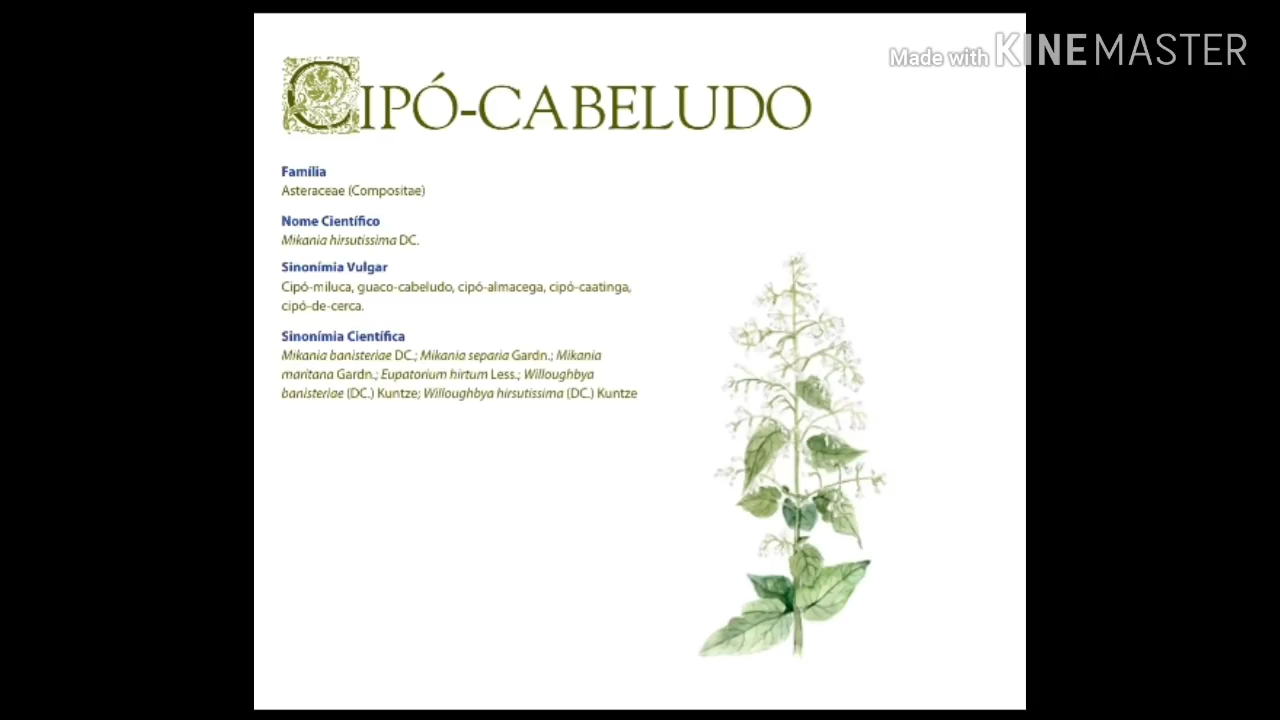 Made with KINEMASTER
CIPÓ-CABELUDO
Família
Asteraceae (Compositae)
Nome Científico
Mikania hirsutissima DC.
Sinonímia Vulgar
Cipó-miluca, guaco-cabeludo, cipó-almacega, cipó-caatinga,
cipó-de-cerca.
Sinonímia Científica
Mikania banisteriae DC.; Mikania separia Gardn.; Mikania
maritana Gardn.; Eupatorium hirtum Less.; Willoughbya
banisteriae (DC.) Kuntze; Willoughbya hirsutissima (DC.) Kuntze